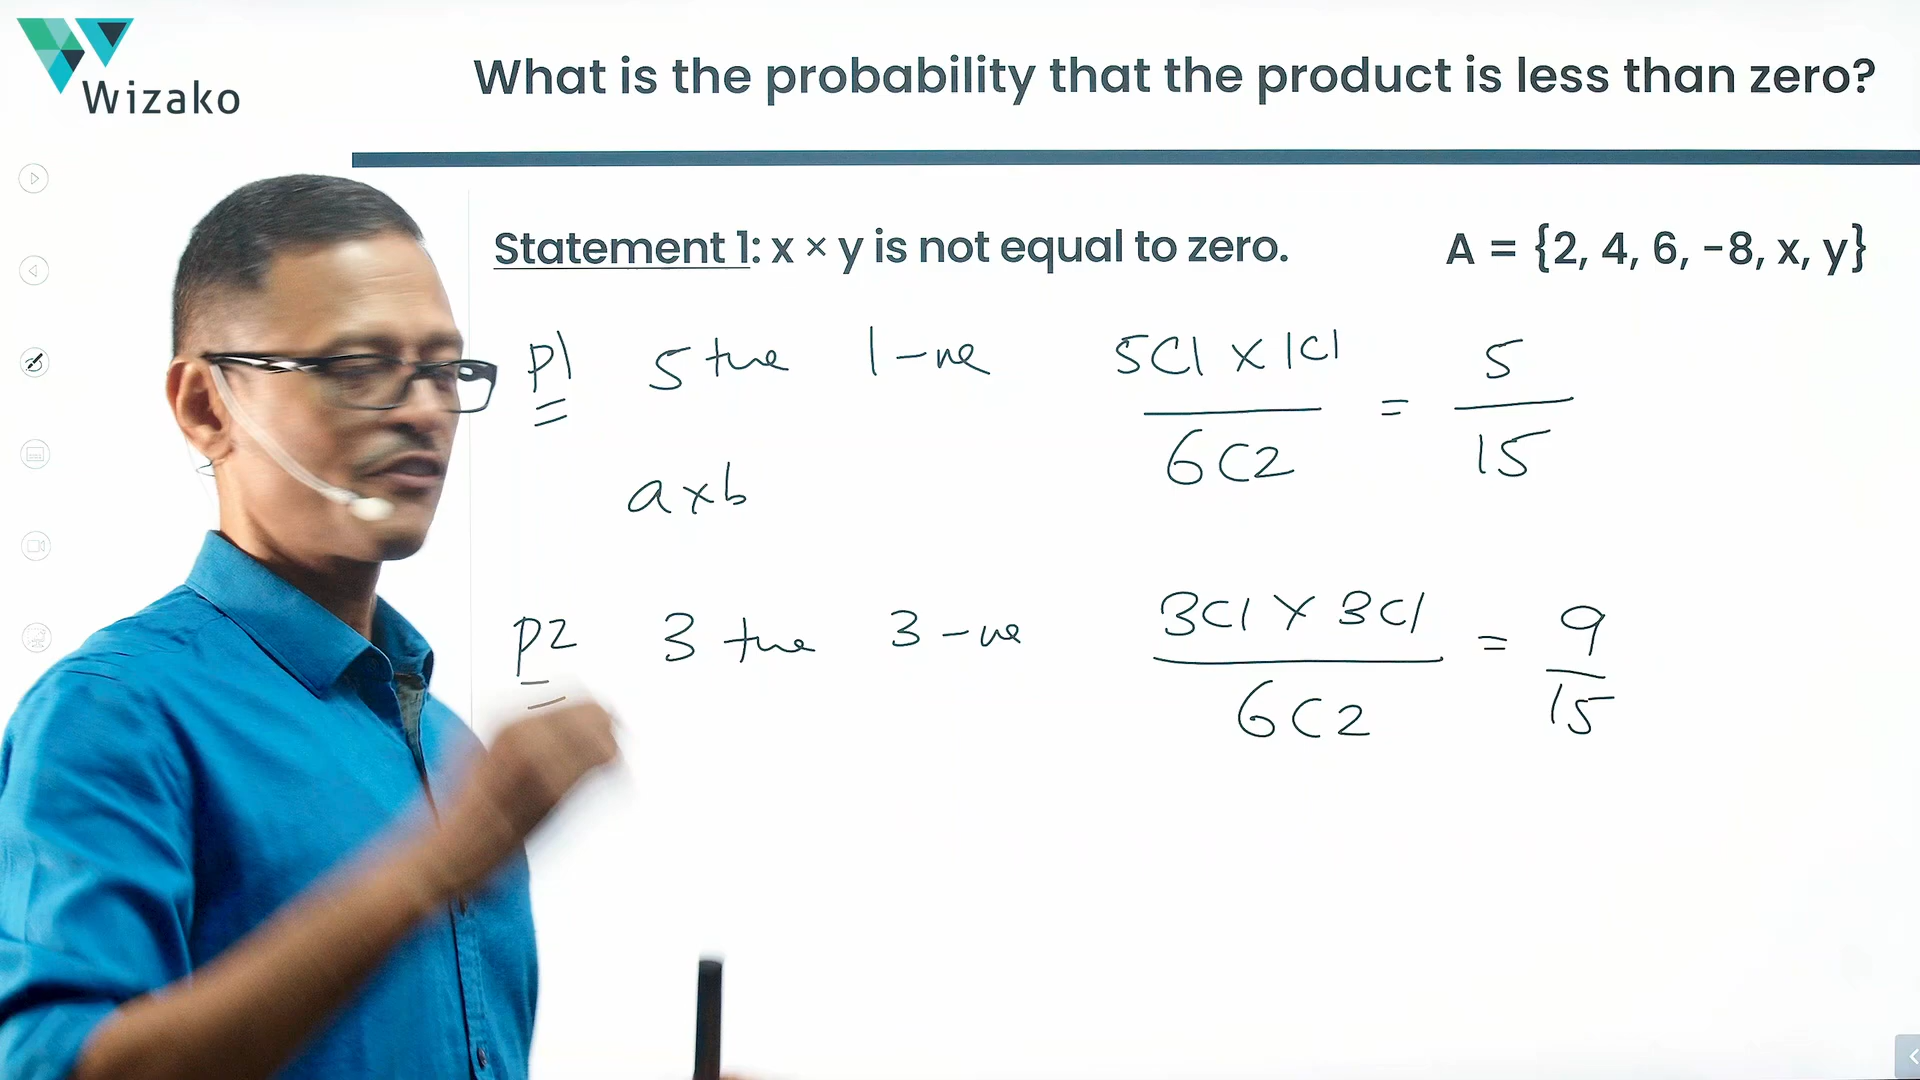 Wizako
What is the probability that the product is less than zero?
Statement 1: x × y is not equal to zero.
A = {2, 4, 6, -8, x, y}
P1 5 +ve 1 -ve 5C1 x 1C1 / 6C2 = 5 / 15
a x b
P2 3 +ve 3 -ve 3C1 x 3C1 / 6C2 = 9 / 15